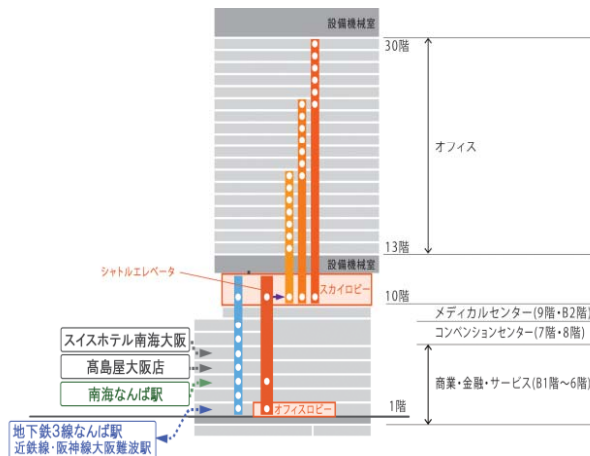 設備機械室
30階
オフィス
13階
設備機械室
シャトルエレベータ
スカイロビー
10階
メディカルセンター(9階・B2階)
コンベンションセンター(7階・8階)
スイスホテル南海大阪
髙島屋大阪店
南海なんば駅
商業・金融・サービス(B1階〜6階)
オフィスロビー
1階
地下鉄3線なんば駅
近鉄線・阪神線大阪難波駅